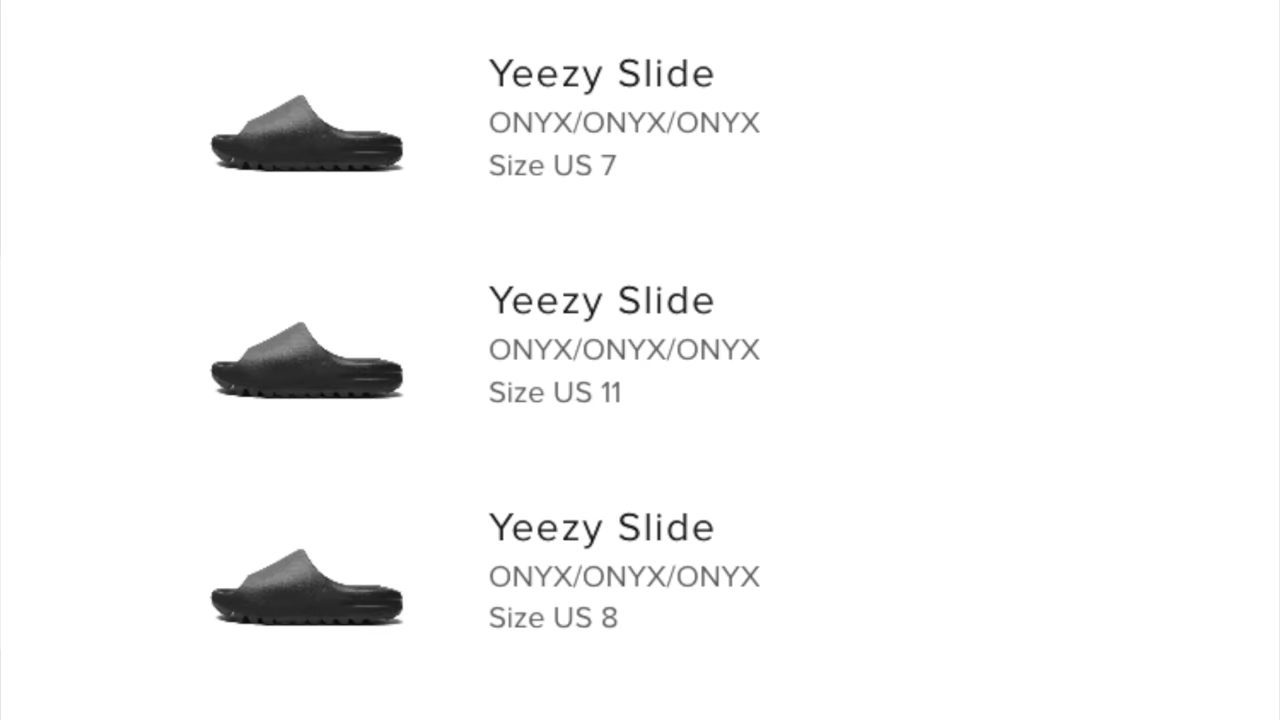 Yeezy Slide
ONYX/ONYX/ONYX
Size US 7
Yeezy Slide
ONYX/ONYX/ONYX
Size US 11
Yeezy Slide
ONYX/ONYX/ONYX
Size US 8